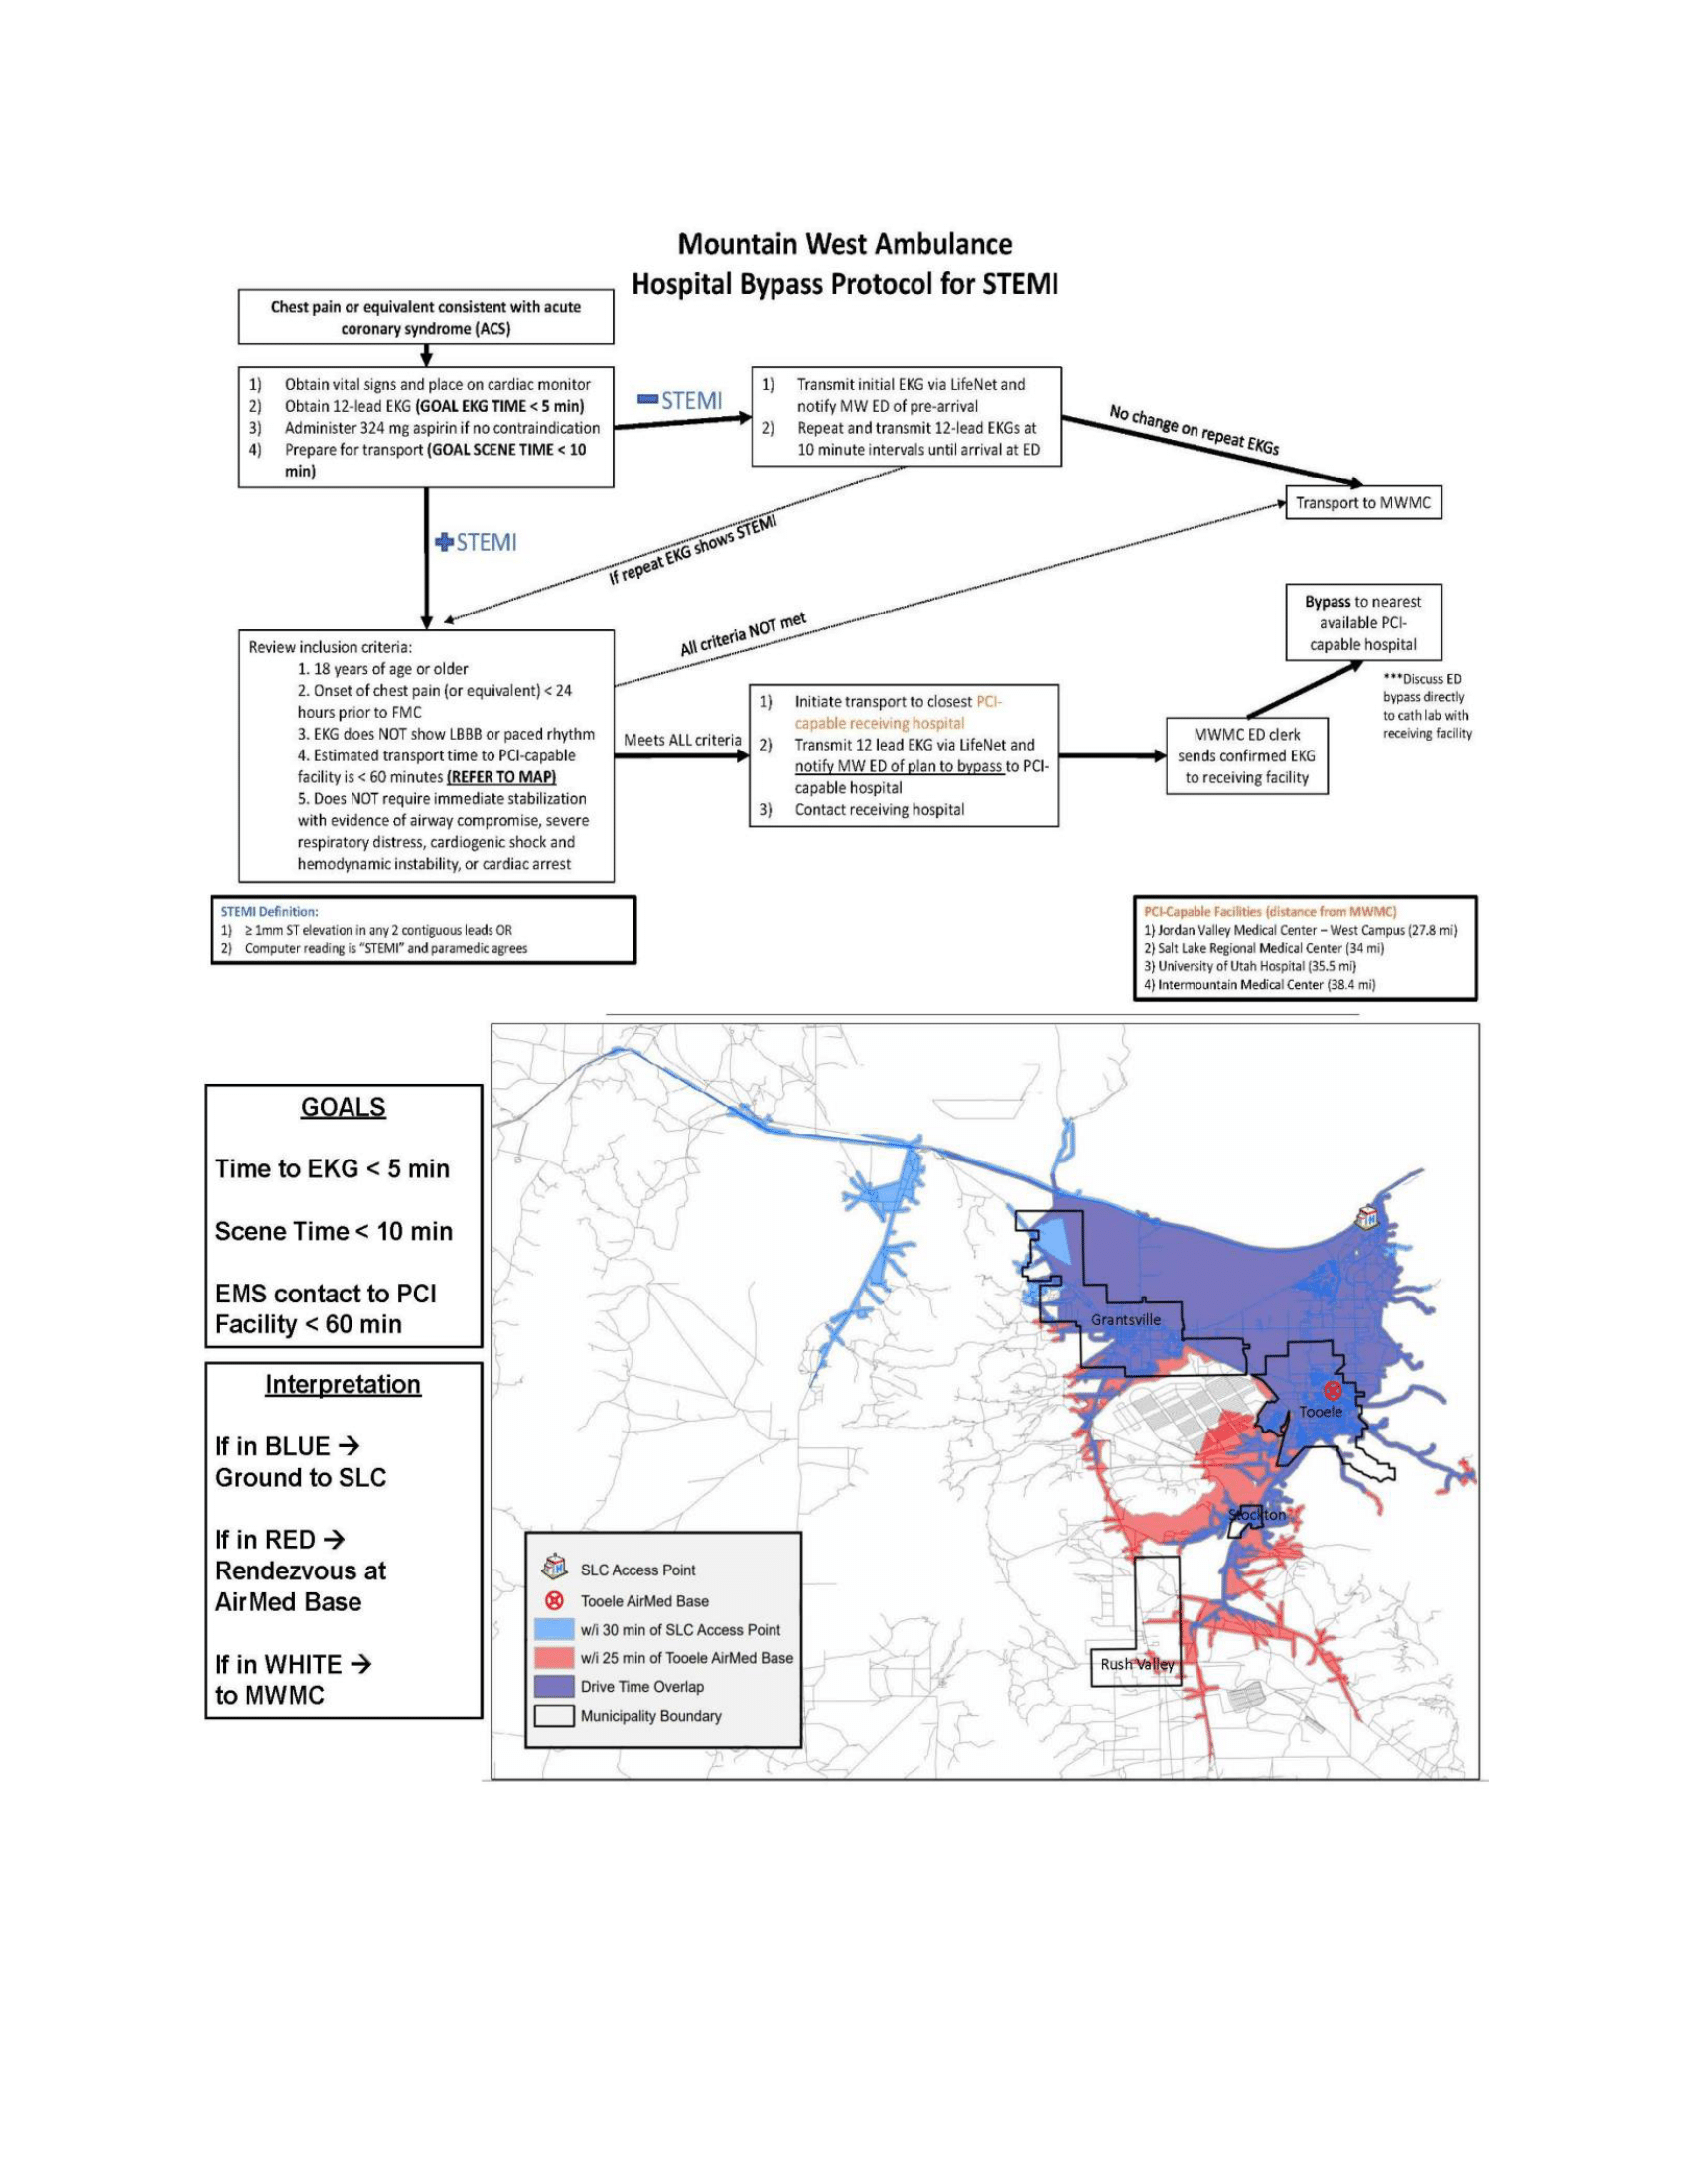 Mountain West Ambulance
Hospital Bypass Protocol for STEMI
Chest pain or equivalent consistent with acute
coronary syndrome (ACS)
1) Obtain vital signs and place on cardiac monitor
2) Obtain 12-lead EKG (GOAL EKG TIME < 5 min)
3) Administer 324 mg aspirin if no contraindication
4) Prepare for transport (GOAL SCENE TIME < 10
min)
STEMI
1) Transmit initial EKG via LifeNet and
notify MW ED of pre-arrival
2) Repeat and transmit 12-lead EKGs at
10 minute intervals until arrival at ED
No change on repeat EKGs
Transport to MWMC
STEMI
If repeat EKG shows STEMI
All criteria NOT met
Review inclusion criteria:
1. 18 years of age or older
2. Onset of chest pain (or equivalent) < 24
hours prior to FMC
3. EKG does NOT show LBBB or paced rhythm
4. Estimated transport time to PCI-capable
facility is < 60 minutes (REFER TO MAP)
5. Does NOT require immediate stabilization
with evidence of airway compromise, severe
respiratory distress, cardiogenic shock and
hemodynamic instability, or cardiac arrest
Meets ALL criteria
1) Initiate transport to closest PCI-
capable receiving hospital
2) Transmit 12 lead EKG via LifeNet and
notify MW ED of plan to bypass to PCI-
capable hospital
3) Contact receiving hospital
MWMC ED clerk
sends confirmed EKG
to receiving facility
Bypass to nearest
available PCI-
capable hospital
***Discuss ED
bypass directly
to cath lab with
receiving facility
STEMI Definition:
1) ≥ 1mm ST elevation in any 2 contiguous leads OR
2) Computer reading is "STEMI" and paramedic agrees
PCI-Capable Facilities (distance from MWMC)
1) Jordan Valley Medical Center – West Campus (27.8 mi)
2) Salt Lake Regional Medical Center (34 mi)
3) University of Utah Hospital (35.5 mi)
4) Intermountain Medical Center (38.4 mi)
GOALS
Time to EKG < 5 min
Scene Time < 10 min
EMS contact to PCI
Facility < 60 min
Interpretation
If in BLUE →
Ground to SLC
If in RED →
Rendezvous at
AirMed Base
If in WHITE →
to MWMC
Grantsville
Tooele
Stockton
Rush Valley
SLC Access Point
Tooele AirMed Base
w/i 30 min of SLC Access Point
w/i 25 min of Tooele AirMed Base
Drive Time Overlap
Municipality Boundary